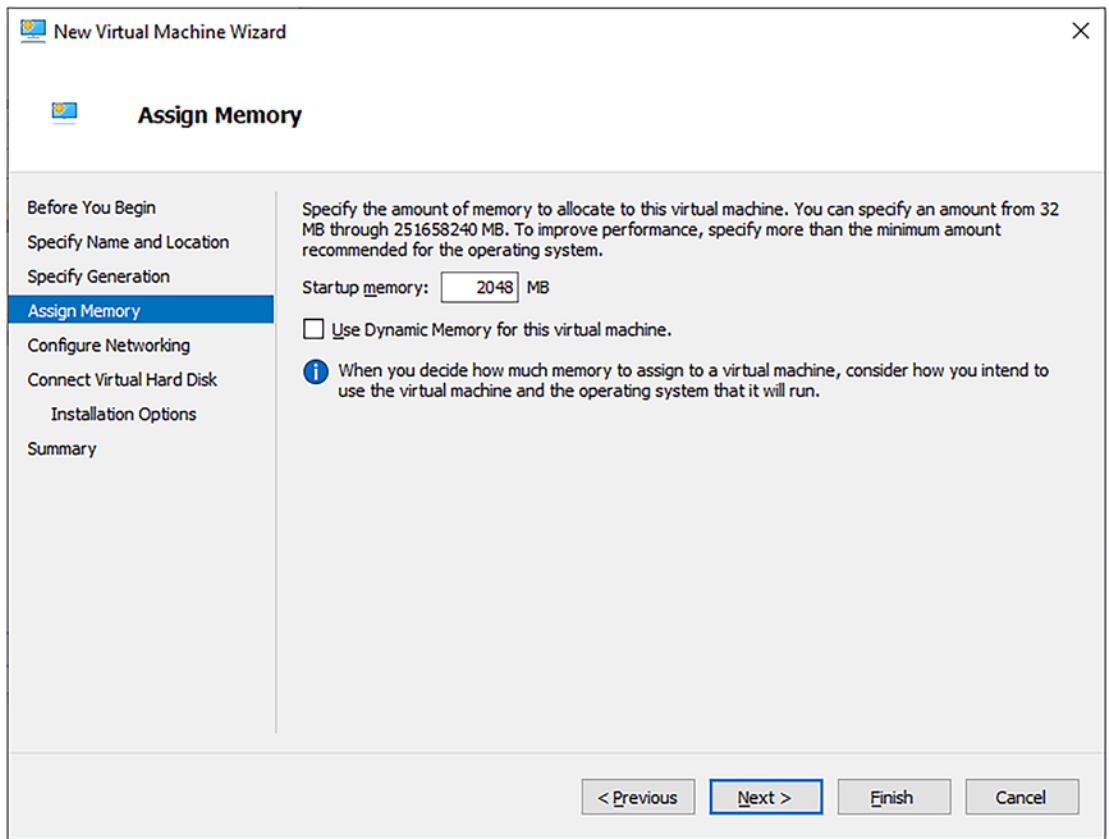 New Virtual Machine Wizard
Assign Memory
Before You Begin
Specify Name and Location
Specify Generation
Assign Memory
Configure Networking
Connect Virtual Hard Disk
Installation Options
Summary
Specify the amount of memory to allocate to this virtual machine. You can specify an amount from 32
MB through 251658240 MB. To improve performance, specify more than the minimum amount
recommended for the operating system.
Startup memory: 2048 MB
Use Dynamic Memory for this virtual machine.
When you decide how much memory to assign to a virtual machine, consider how you intend to
use the virtual machine and the operating system that it will run.
< Previous Next > Finish Cancel